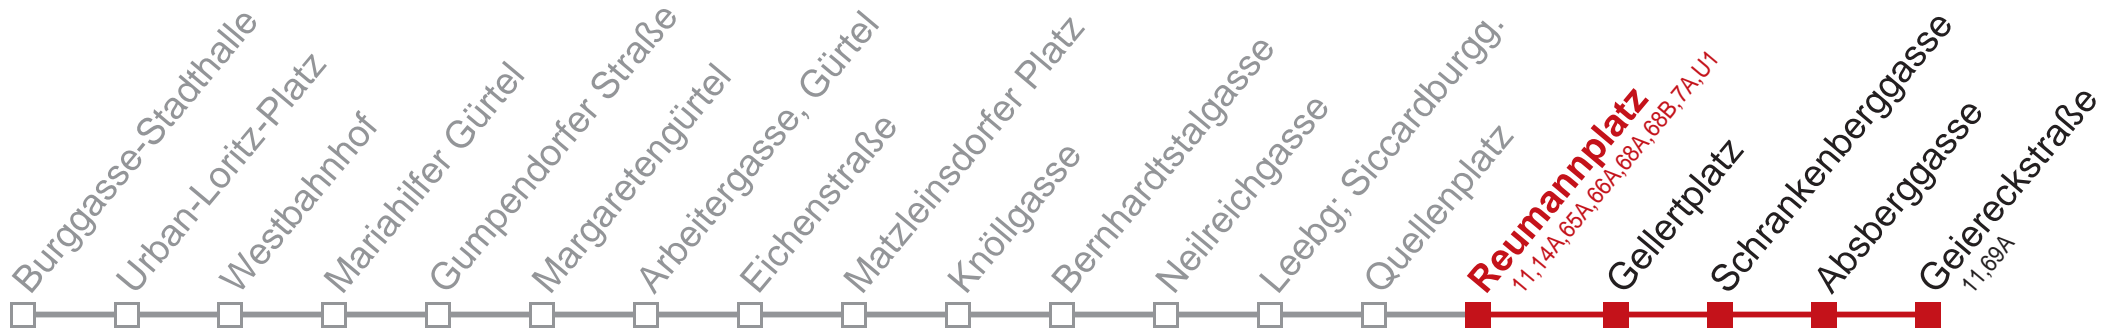 Burggasse-Stadthalle
Urban-Loritz-Platz
Westbahnhof
Mariahilfer Gürtel
Gumpendorfer Straße
Margaretengürtel
Arbeitergasse, Gürtel
Eichenstraße
Matzleinsdorfer Platz
Knöllgasse
Bernhardtstalgasse
Neilreichgasse
Leebg; Siccardburgg.
Quellenplatz
Reumannplatz
11,14A,65A,66A,68A,68B,7A,U1
Gellertplatz
Schrankenberggasse
Absberggasse
Geiereckstraße
11,69A